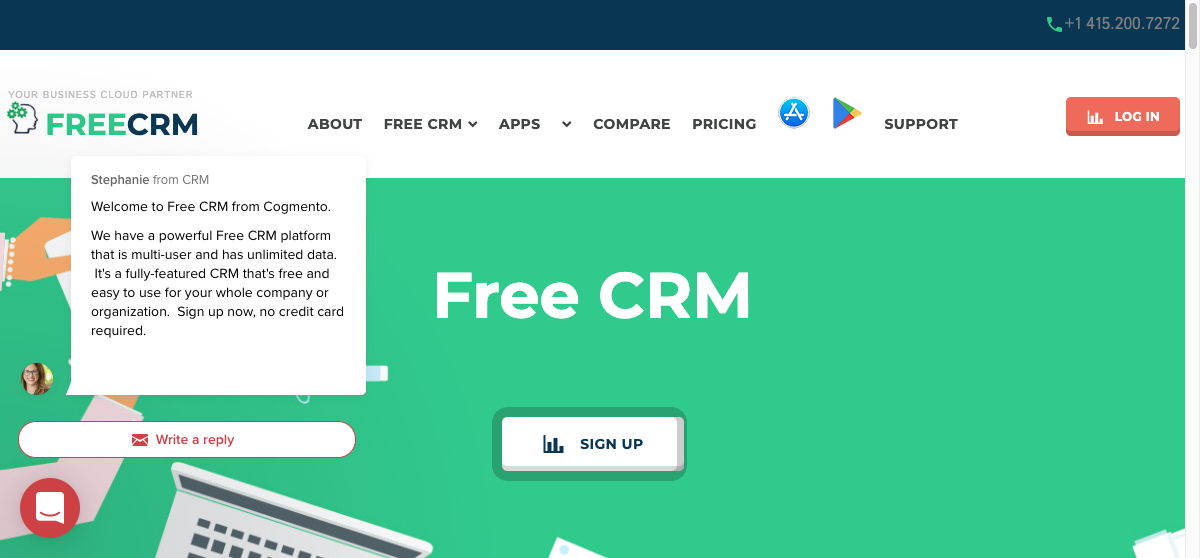 +1 415.200.7272
YOUR BUSINESS CLOUD PARTNER
FREECRM
ABOUT FREE CRM APPS COMPARE PRICING SUPPORT
LOG IN
Stephanie from CRM
Welcome to Free CRM from Cogmento.
We have a powerful Free CRM platform
that is multi-user and has unlimited data.
It's a fully-featured CRM that's free and
easy to use for your whole company or
organization. Sign up now, no credit card
required.
Write a reply
Free CRM
SIGN UP